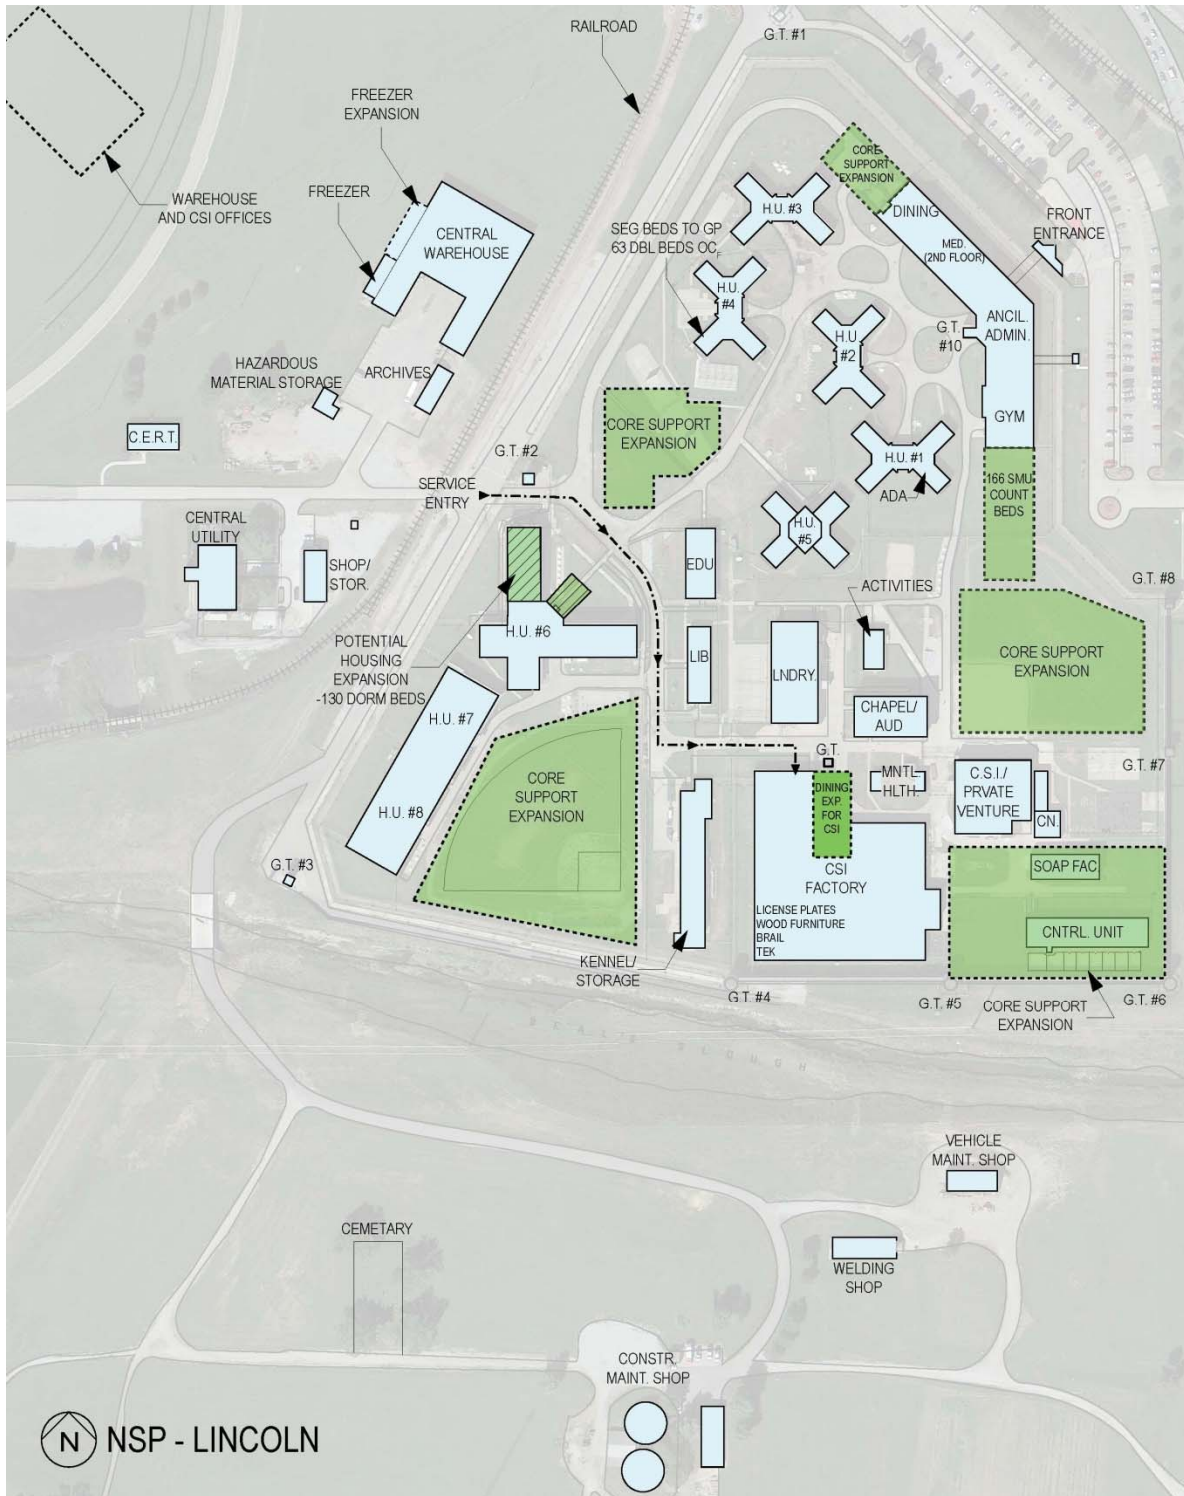 RAILROAD
G.T. #1
FREEZER
EXPANSION
WAREHOUSE
AND CSI OFFICES
FREEZER
CENTRAL
WAREHOUSE
CORE
SUPPORT
EXPANSION
DINING
H.U. #3
SEG BEDS TO GP
63 DBL BEDS OC
F
MED.
(2ND FLOOR)
FRONT
ENTRANCE
H.U.
#4
ANCIL.
ADMIN.
G.T.
#10
H.U
#2
HAZARDOUS
MATERIAL STORAGE
ARCHIVES
GYM
CORE SUPPORT
EXPANSION
C.E.R.T.
G.T. #2
H.U. #1
ADA
SERVICE
ENTRY
166 SMU
COUNT
BEDS
CENTRAL
UTILITY
H.U.
#5
SHOP/
STOR.
EDU
ACTIVITIES
G.T. #8
POTENTIAL
HOUSING
EXPANSION
-130 DORM BEDS
H.U. #6
LIB
LNDRY.
CORE SUPPORT
EXPANSION
CHAPEL/
AUD
H.U. #7
G.T.
G.T. #7
CORE
SUPPORT
EXPANSION
DINING
EXP.
FOR
CSI
MNTL
HLTH.
C.S.I./
PRVATE
VENTURE
CN.
H.U. #8
G.T. #3
CSI
FACTORY
LICENSE PLATES
WOOD FURNITURE
BRAIL
TEK
SOAP FAC
CNTRL. UNIT
KENNEL/
STORAGE
G.T. #4
G.T. #5
G.T. #6
CORE SUPPORT
EXPANSION
BEALS SLOUGH
VEHICLE
MAINT. SHOP
CEMETARY
WELDING
SHOP
CONSTR.
MAINT. SHOP
N
NSP - LINCOLN